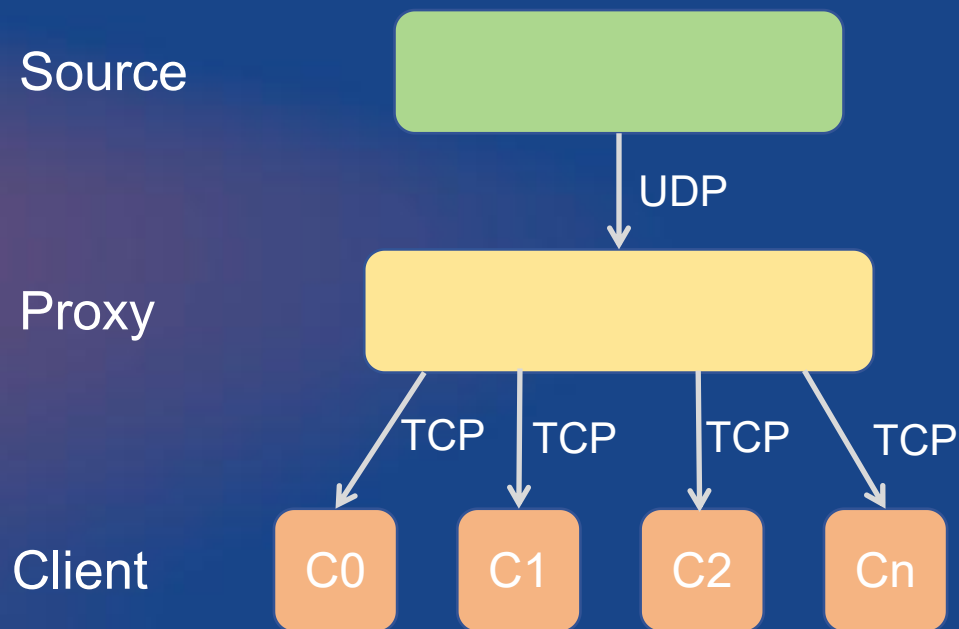 Source
UDP
Proxy
TCP
TCP
TCP
TCP
Client
C0
C1
C2
Cn